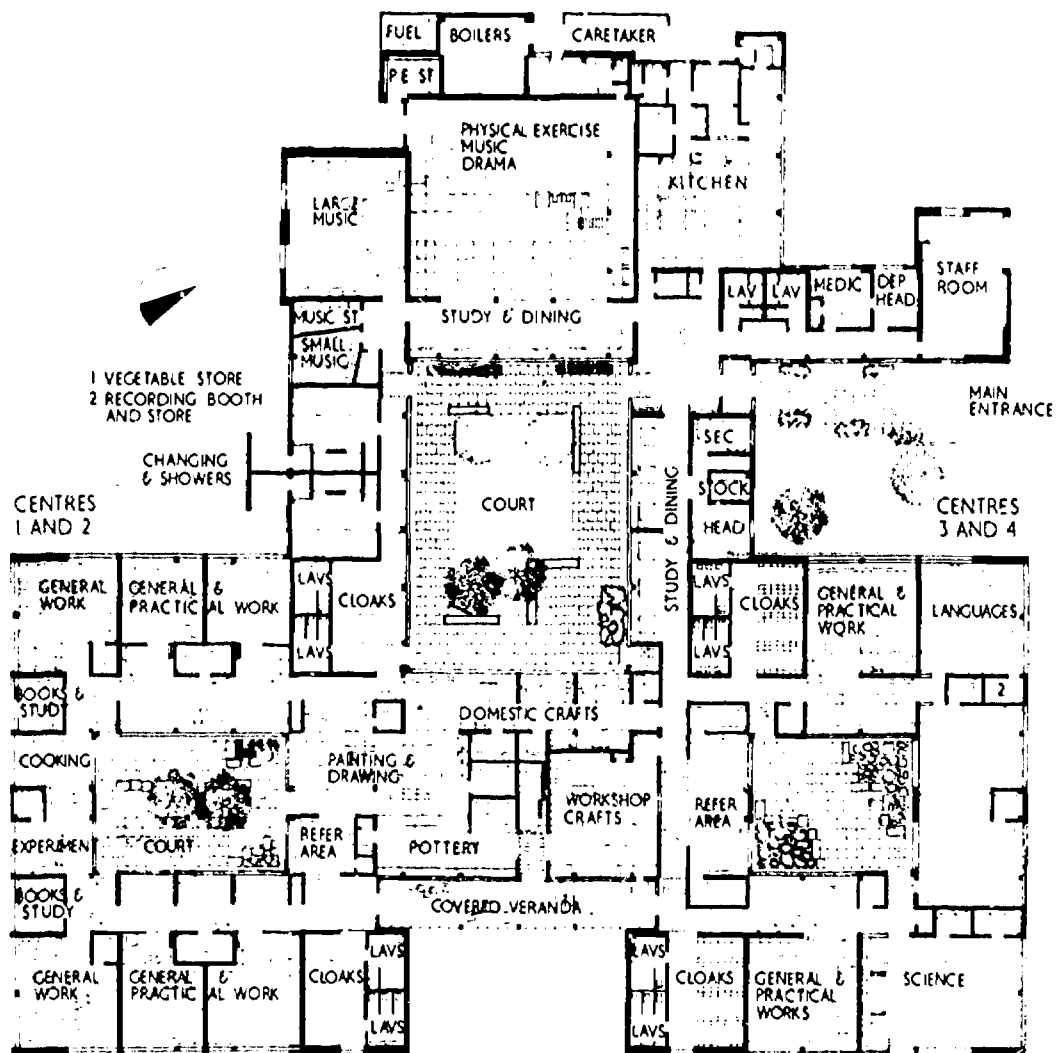 FUEL
BOILERS
CARETAKER
P.E ST
PHYSICAL EXERCISE
MUSIC
DRAMA
1
KITCHEN
LARGE
MUSIC
STAFF
ROOM
LAV
LAV
MEDIC
DEP
HEAD
MUSIC ST
STUDY & DINING
SMALL
MUSIC
1 VEGETABLE STORE
2 RECORDING BOOTH
AND STORE
MAIN
ENTRANCE
SEC
CHANGING
& SHOWERS
STOCK
COURT
STUDY & DINING
HEAD
CENTRES
1 AND 2
CENTRES
3 AND 4
GENERAL
WORK
GENERAL &
PRACTICAL WORK
LAVS
CLOAKS
LAVS
LAVS
CLOAKS
LAVS
GENERAL &
PRACTICAL
WORK
LANGUAGES
2
BOOKS &
STUDY
DOMESTIC CRAFTS
COOKING
PAINTING &
DRAWING
WORKSHOP
CRAFTS
REFER
AREA
EXPERIMEN
COURT
REFER
AREA
POTTERY
BOOKS &
STUDY
COVERED VERANDA
GENERAL
WORK
GENERAL &
PRACTICAL WORK
CLOAKS
LAVS
LAVS
LAVS
LAVS
CLOAKS
GENERAL &
PRACTICAL
WORKS
SCIENCE